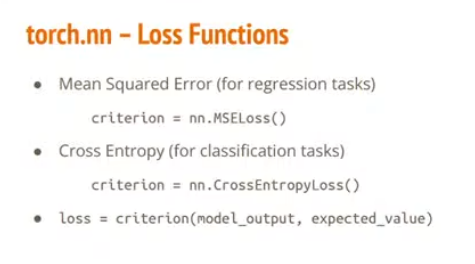 torch.nn – Loss Functions
● Mean Squared Error (for regression tasks)
criterion = nn.MSELoss()
● Cross Entropy (for classification tasks)
criterion = nn.CrossEntropyLoss()
● loss = criterion(model_output, expected_value)